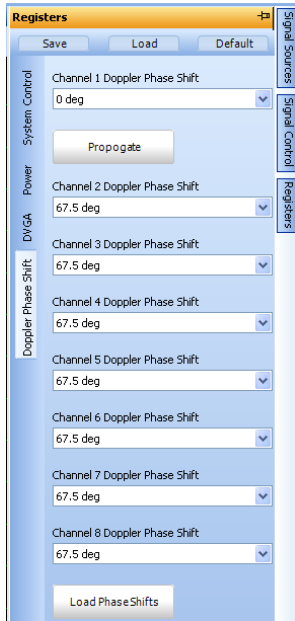 Registers
Save Load Default
System Control
Power
DVGA
Doppler Phase Shift
Channel 1 Doppler Phase Shift
0 deg
Propogate
Channel 2 Doppler Phase Shift
67.5 deg
Channel 3 Doppler Phase Shift
67.5 deg
Channel 4 Doppler Phase Shift
67.5 deg
Channel 5 Doppler Phase Shift
67.5 deg
Channel 6 Doppler Phase Shift
67.5 deg
Channel 7 Doppler Phase Shift
67.5 deg
Channel 8 Doppler Phase Shift
67.5 deg
Load Phase Shifts
Signal Sources
Signal Control
Registers